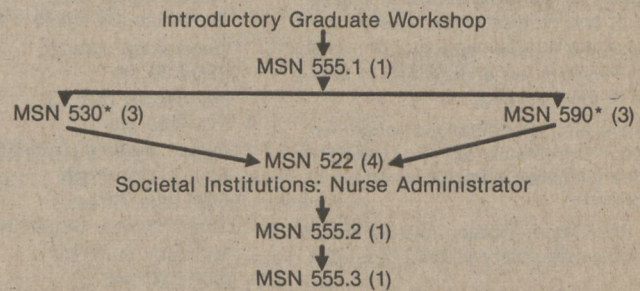 Introductory Graduate Workshop
MSN 555.1 (1)
MSN 530* (3)
MSN 590* (3)
MSN 522 (4)
Societal Institutions: Nurse Administrator
MSN 555.2 (1)
MSN 555.3 (1)